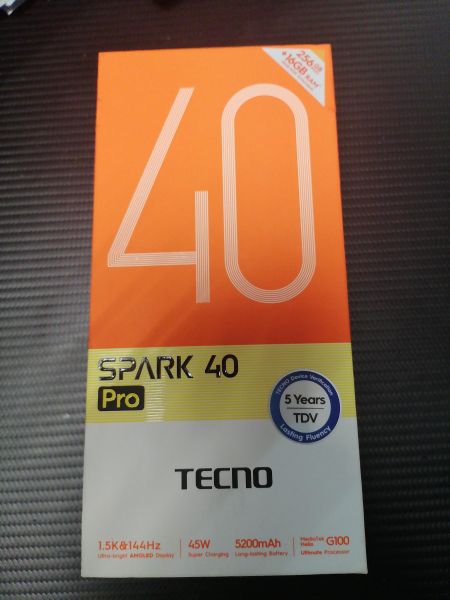 256GB
+16GB RAM*
40
SPARK 40
Pro
TECNO Device Verification
5 Years
TDV
Lasting Fluency
TECNO
1.5K&144Hz
Ultra-bright AMOLED Display
45W
Super Charging
5200mAh
Long-lasting Battery
MediaTek
Helio G100
Ultimate Processor